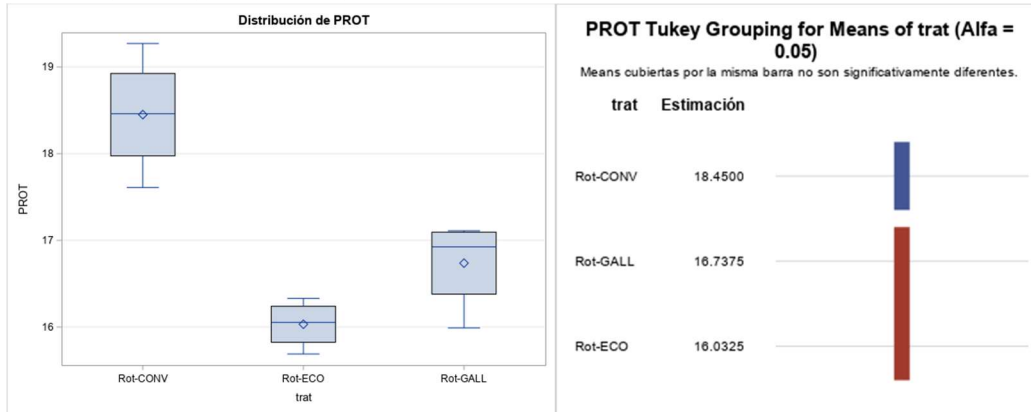 Distribución de PROT
19
18
17
16
PROT
Rot-CONV
Rot-ECO
Rot-GALL
trat
PROT Tukey Grouping for Means of trat (Alfa =
0.05)
Means cubiertas por la misma barra no son significativamente diferentes.
trat Estimación
Rot-CONV 18.4500
Rot-GALL 16.7375
Rot-ECO 16.0325